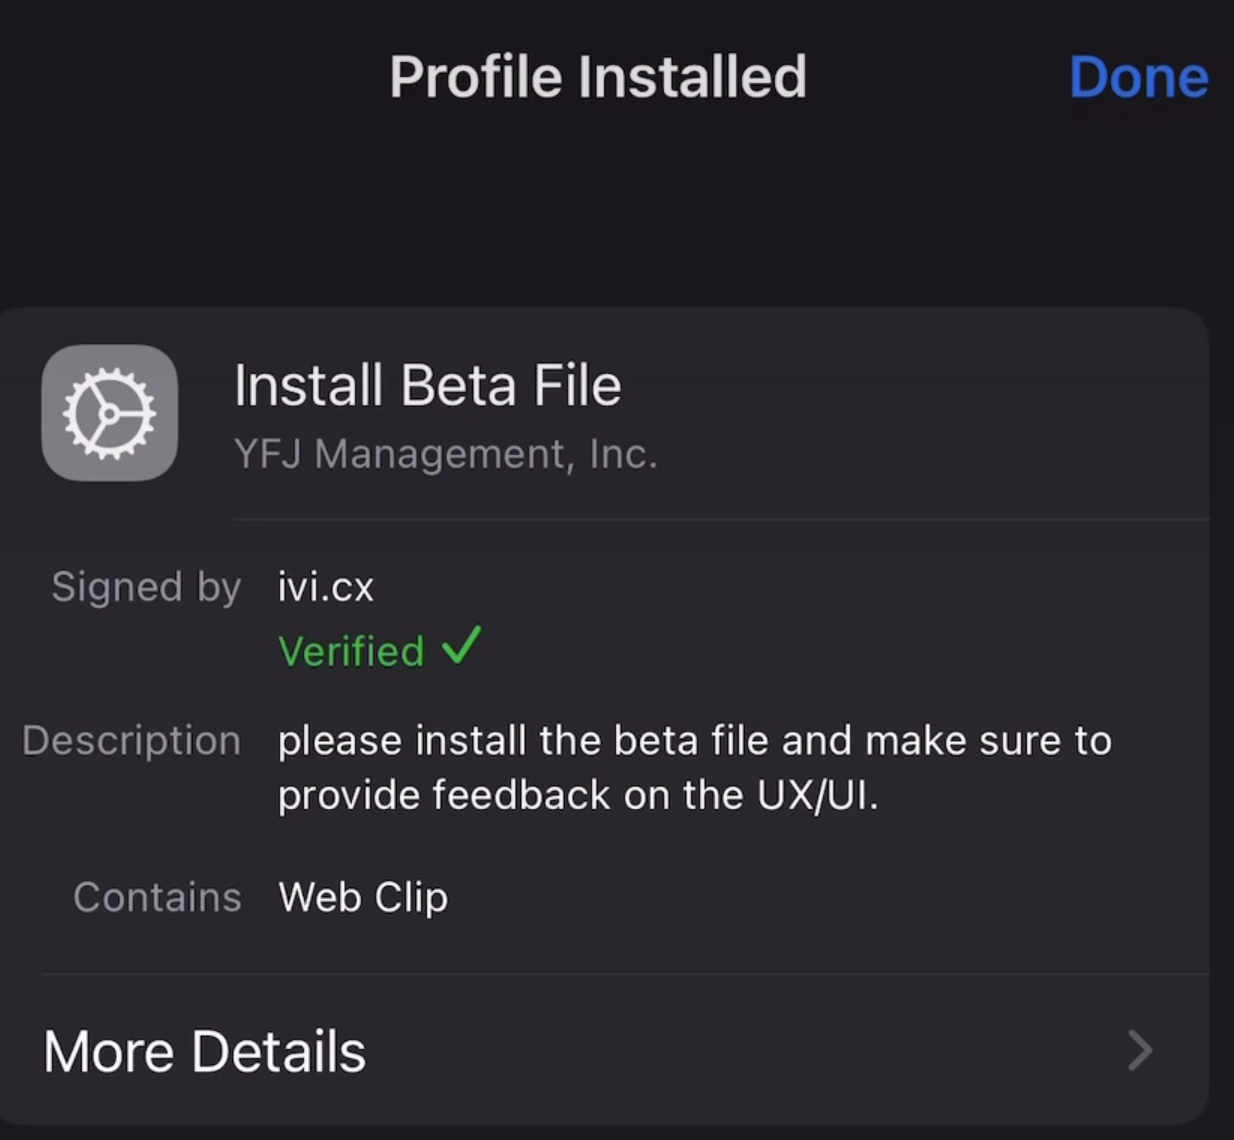 Profile Installed
Done
Install Beta File
YFJ Management, Inc.
Signed by
ivi.cx
Verified ✓
Description
please install the beta file and make sure to
provide feedback on the UX/UI.
Contains
Web Clip
More Details